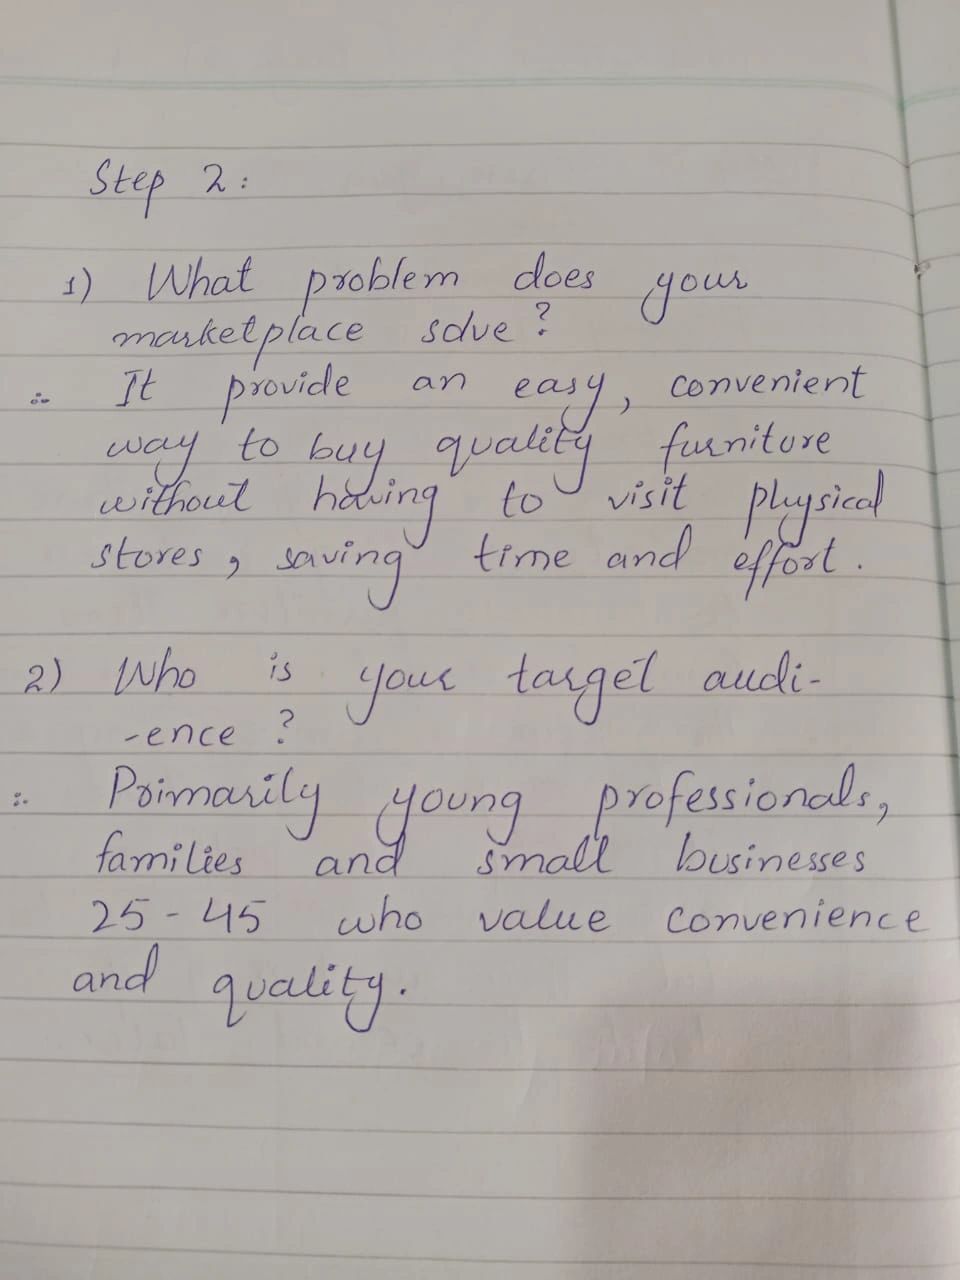 Step 2:
1) What problem does your
marketplace solve?
∴ It provide an easy, convenient
way to buy quality furniture
without having to visit physical
stores, saving time and effort.
2) Who is your target audi-
-ence?
∴ Primarily young professionals,
families and small businesses
25-45 who value convenience
and quality.